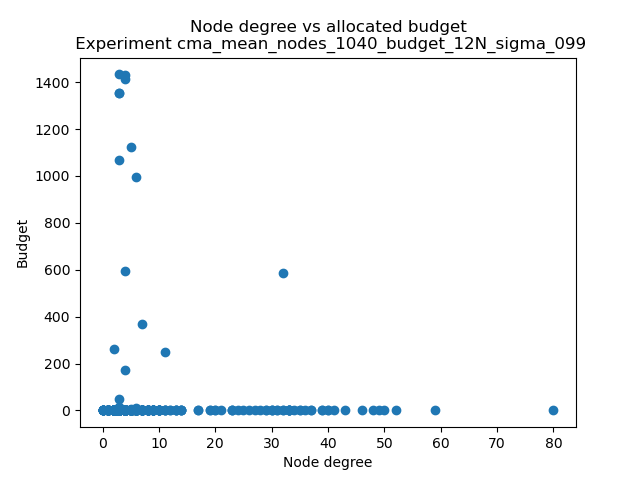 Node degree vs allocated budget
Experiment cma_mean_nodes_1040_budget_12N_sigma_099
1400
1200
1000
800
600
400
200
0
Budget
0 10 20 30 40 50 60 70 80
Node degree